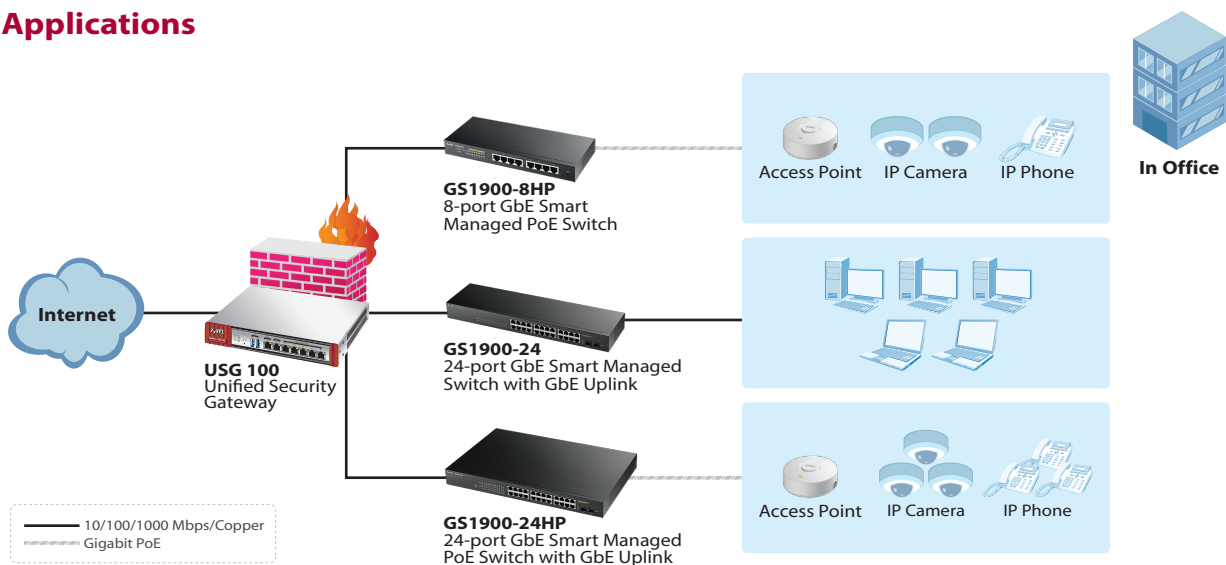 Applications
In Office
Access Point
IP Camera
IP Phone
GS1900-8HP
8-port GbE Smart
Managed PoE Switch
Internet
USG 100
Unified Security
Gateway
GS1900-24
24-port GbE Smart Managed
Switch with GbE Uplink
Access Point
IP Camera
IP Phone
GS1900-24HP
24-port GbE Smart Managed
PoE Switch with GbE Uplink
10/100/1000 Mbps/Copper
Gigabit PoE